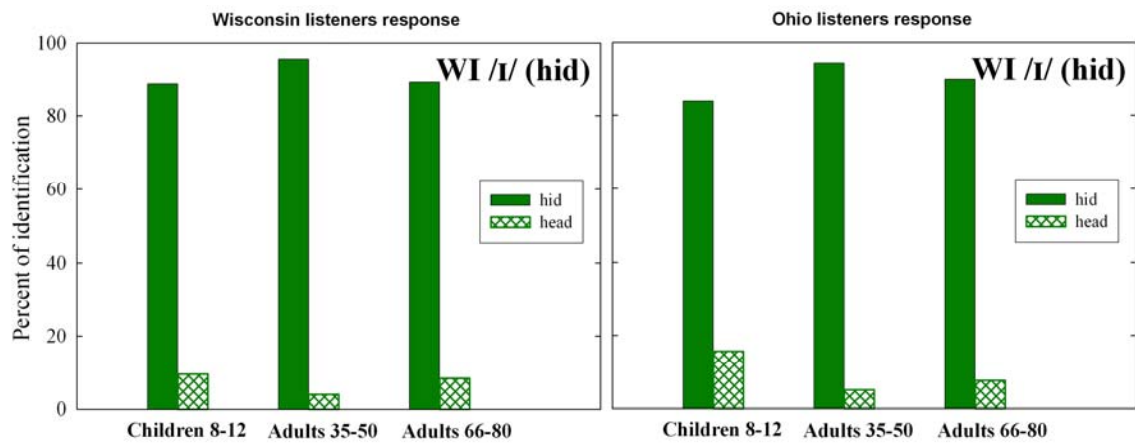 Wisconsin listeners response
Ohio listeners response
Percent of identification
100
80
60
40
20
0
WI /ɪ/ (hid)
hid
head
Children 8-12
Adults 35-50
Adults 66-80
WI /ɪ/ (hid)
hid
head
Children 8-12
Adults 35-50
Adults 66-80